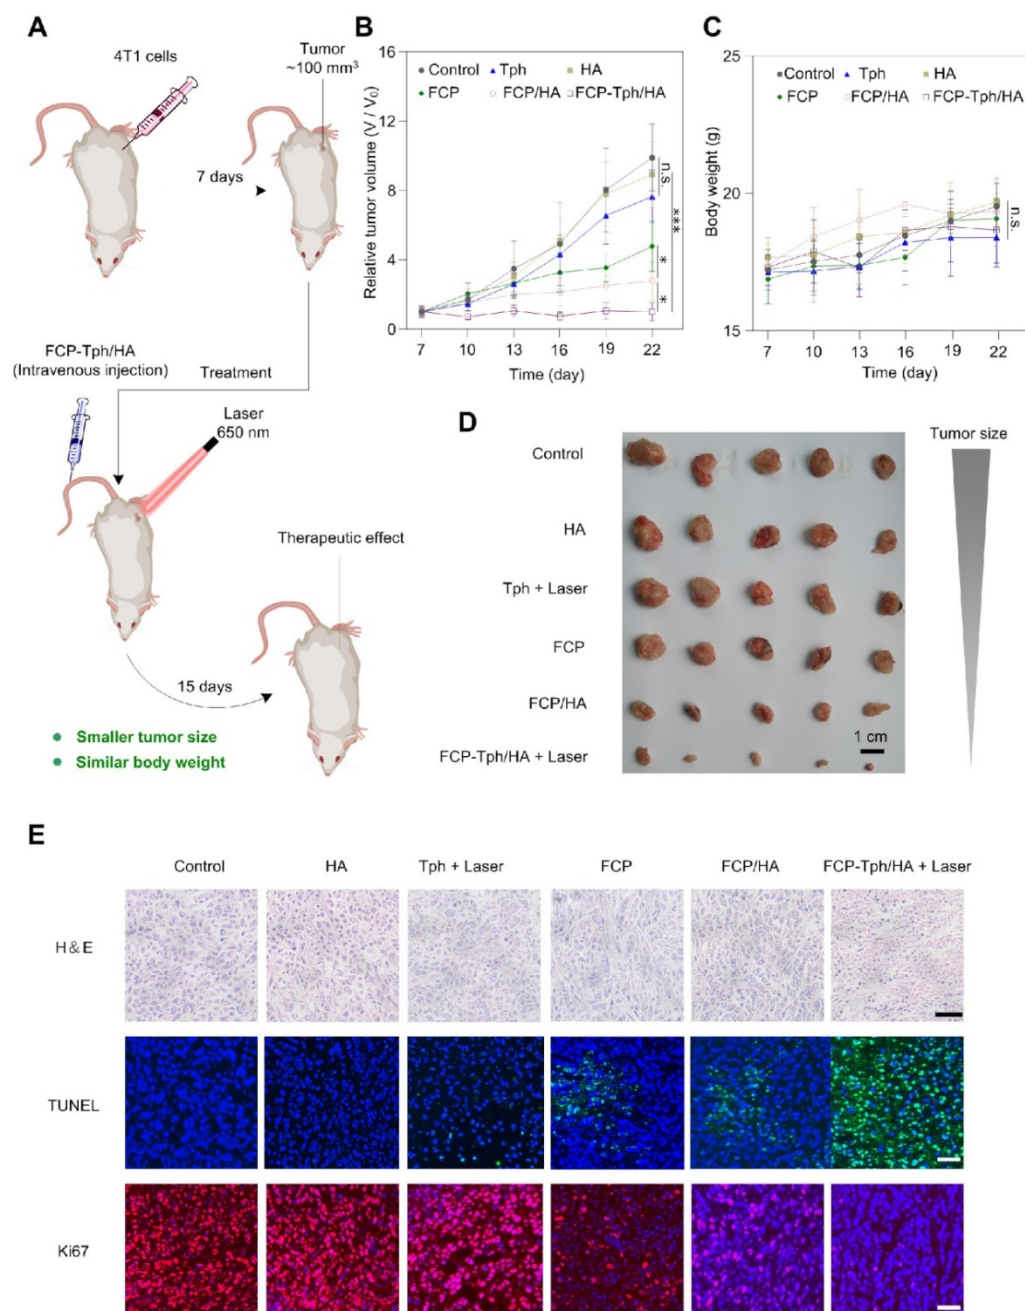 A
4T1 cells
Tumor
~100 mm³
7 days
FCP-Tph/HA
(Intravenous injection)
Treatment
Laser
650 nm
Therapeutic effect
15 days
Smaller tumor size
Similar body weight
B
Relative tumor volume (V / V₀)
16
12
8
4
0
Control
Tph
HA
FCP
FCP/HA
FCP-Tph/HA
n.s.
***
*
*
7 10 13 16 19 22
Time (day)
C
Body weight (g)
25
20
15
Control
Tph
HA
FCP
FCP/HA
FCP-Tph/HA
n.s.
7 10 13 16 19 22
Time (day)
D
Control
HA
Tph + Laser
FCP
FCP/HA
FCP-Tph/HA + Laser
1 cm
Tumor size
E
Control HA Tph + Laser FCP FCP/HA FCP-Tph/HA + Laser
H&E
TUNEL
Ki67